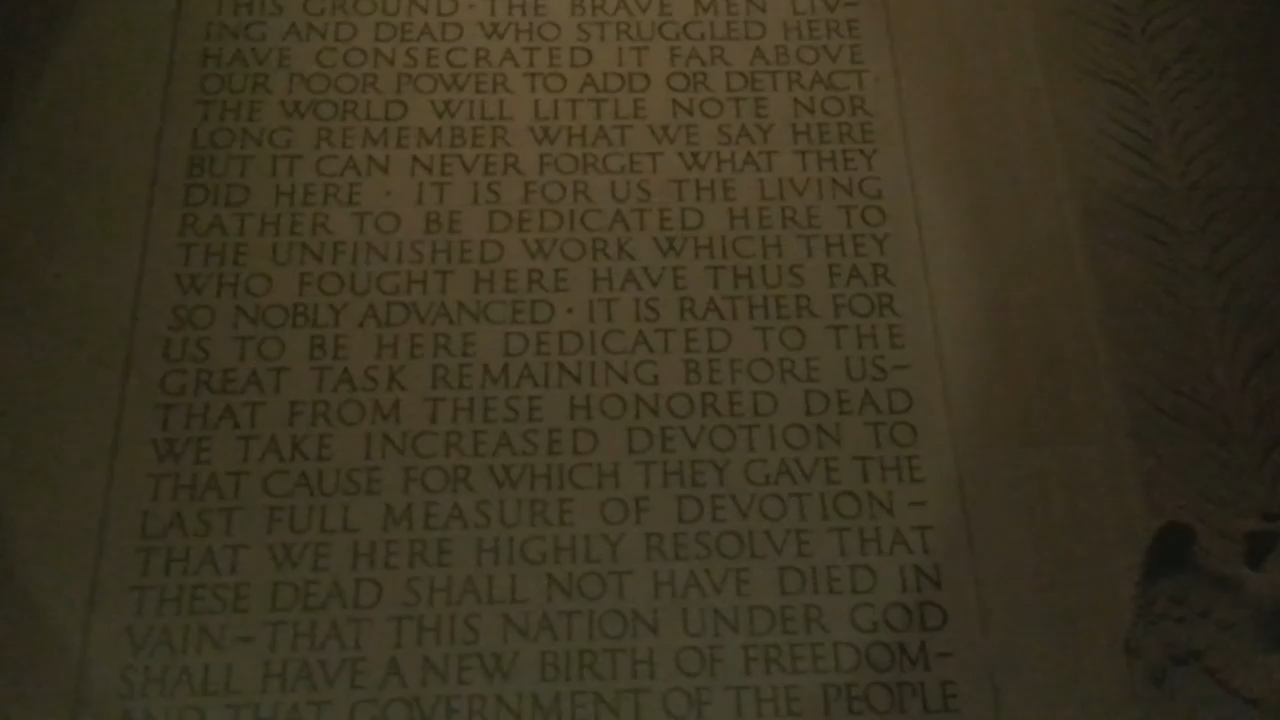 THIS GROUND · THE BRAVE MEN LIV-
ING AND DEAD WHO STRUGGLED HERE
HAVE CONSECRATED IT FAR ABOVE
OUR POOR POWER TO ADD OR DETRACT
THE WORLD WILL LITTLE NOTE NOR
LONG REMEMBER WHAT WE SAY HERE
BUT IT CAN NEVER FORGET WHAT THEY
DID HERE · IT IS FOR US THE LIVING
RATHER TO BE DEDICATED HERE TO
THE UNFINISHED WORK WHICH THEY
WHO FOUGHT HERE HAVE THUS FAR
SO NOBLY ADVANCED · IT IS RATHER FOR
US TO BE HERE DEDICATED TO THE
GREAT TASK REMAINING BEFORE US-
THAT FROM THESE HONORED DEAD
WE TAKE INCREASED DEVOTION TO
THAT CAUSE FOR WHICH THEY GAVE THE
LAST FULL MEASURE OF DEVOTION -
THAT WE HERE HIGHLY RESOLVE THAT
THESE DEAD SHALL NOT HAVE DIED IN
VAIN-THAT THIS NATION UNDER GOD
SHALL HAVE A NEW BIRTH OF FREEDOM-
AND THAT GOVERNMENT OF THE PEOPLE